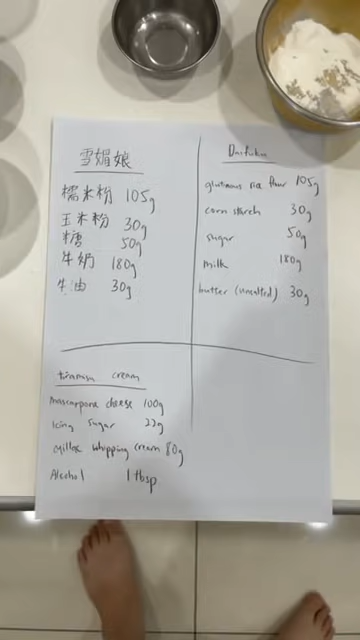 雪媚娘
糯米粉 105g
玉米粉 30g
糖 50g
牛奶 180g
牛油 30g
Daifuku
glutinous rice flour 105g
corn starch 30g
sugar 50g
milk 180g
butter (unsalted) 30g
tiramisu cream
mascarpone cheese 100g
Icing sugar 22g
whipping cream 80g
Alcohol 1 tbsp